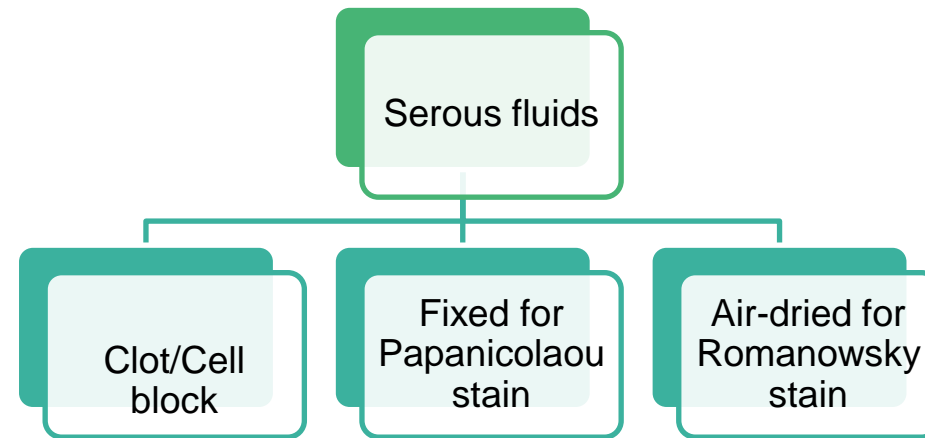 Serous fluids
Clot/Cell
block
Fixed for
Papanicolaou
stain
Air-dried for
Romanowsky
stain